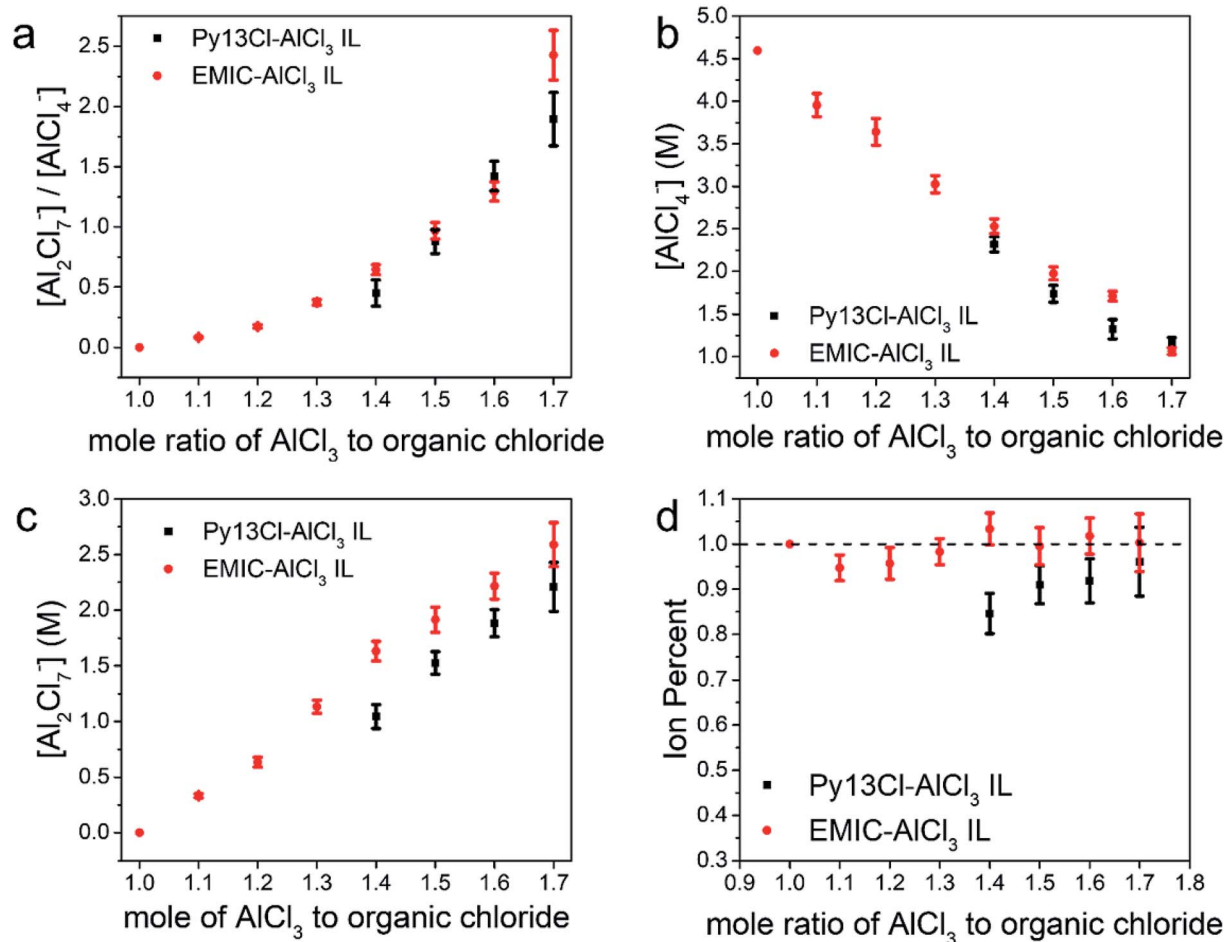 a
Py13Cl-AlCl₃ IL
EMIC-AlCl₃ IL
[Al₂Cl₇⁻] / [AlCl₄⁻]
2.5
2.0
1.5
1.0
0.5
0.0
1.0 1.1 1.2 1.3 1.4 1.5 1.6 1.7
mole ratio of AlCl₃ to organic chloride
b
[AlCl₄⁻] (M)
5.0
4.5
4.0
3.5
3.0
2.5
2.0
1.5
1.0
Py13Cl-AlCl₃ IL
EMIC-AlCl₃ IL
1.0 1.1 1.2 1.3 1.4 1.5 1.6 1.7
mole ratio of AlCl₃ to organic chloride
c
Py13Cl-AlCl₃ IL
EMIC-AlCl₃ IL
[Al₂Cl₇⁻] (M)
3.0
2.5
2.0
1.5
1.0
0.5
0.0
1.0 1.1 1.2 1.3 1.4 1.5 1.6 1.7
mole of AlCl₃ to organic chloride
d
Ion Percent
1.1
1.0
0.9
0.8
0.7
0.6
0.5
0.4
0.3
Py13Cl-AlCl₃ IL
EMIC-AlCl₃ IL
0.9 1.0 1.1 1.2 1.3 1.4 1.5 1.6 1.7 1.8
mole ratio of AlCl₃ to organic chloride